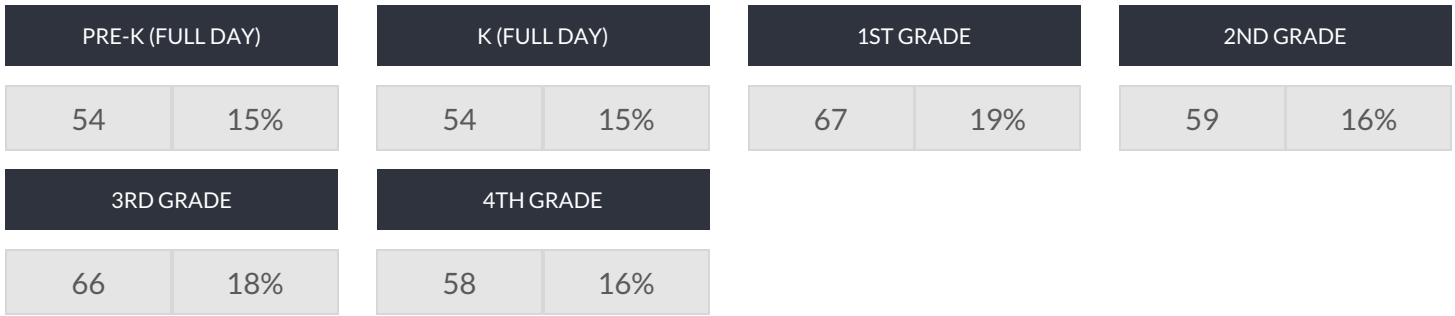 PRE-K (FULL DAY) K (FULL DAY) 1ST GRADE 2ND GRADE
54 15% 54 15% 67 19% 59 16%
3RD GRADE 4TH GRADE
66 18% 58 16%